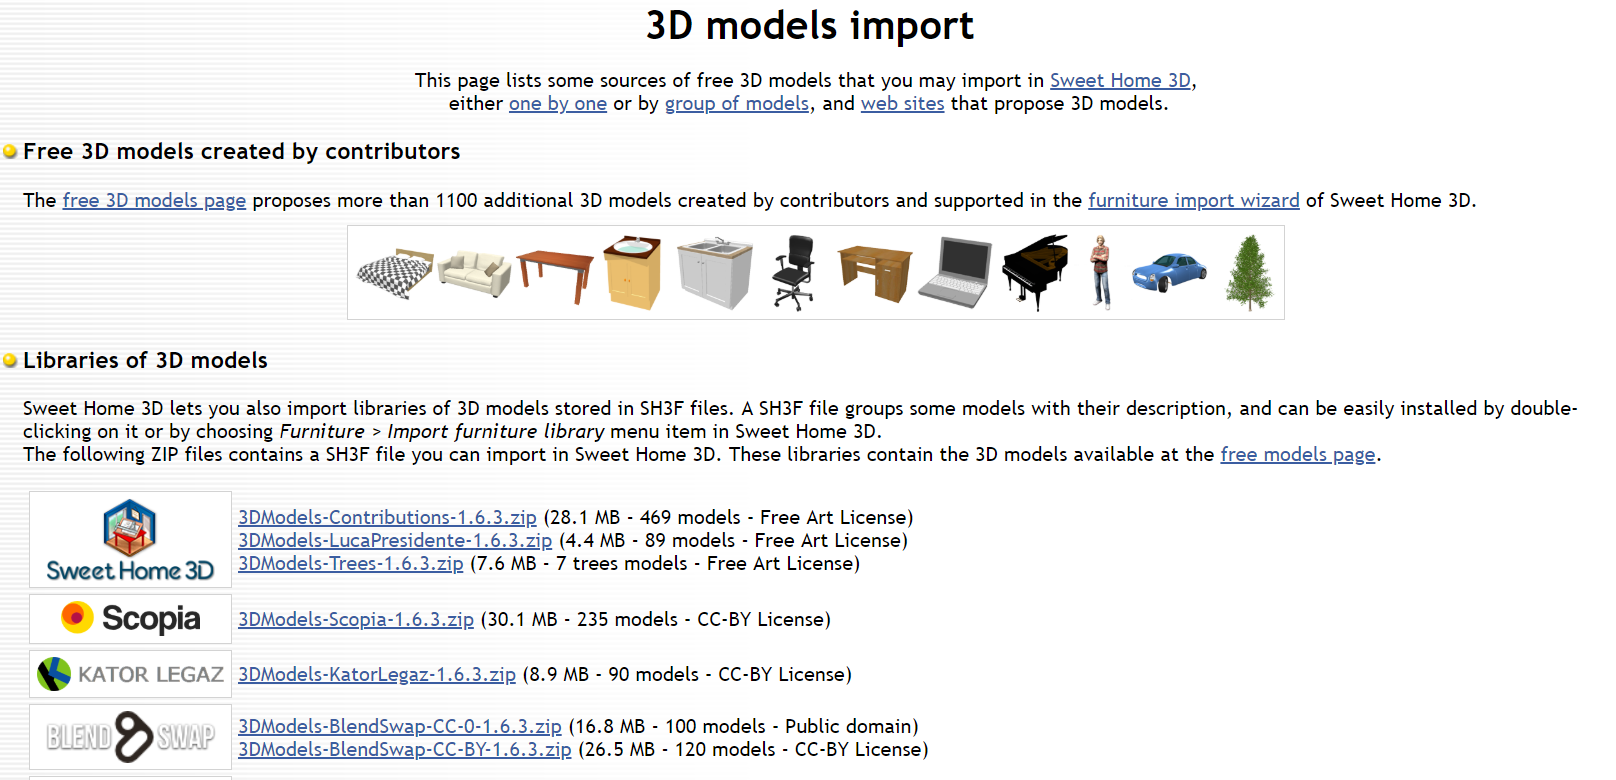 3D models import
This page lists some sources of free 3D models that you may import in Sweet Home 3D,
either one by one or by group of models, and web sites that propose 3D models.
Free 3D models created by contributors
The free 3D models page proposes more than 1100 additional 3D models created by contributors and supported in the furniture import wizard of Sweet Home 3D.
Libraries of 3D models
Sweet Home 3D lets you also import libraries of 3D models stored in SH3F files. A SH3F file groups some models with their description, and can be easily installed by double-
clicking on it or by choosing Furniture > Import furniture library menu item in Sweet Home 3D.
The following ZIP files contains a SH3F file you can import in Sweet Home 3D. These libraries contain the 3D models available at the free models page.
Sweet Home 3D
3DModels-Contributions-1.6.3.zip (28.1 MB - 469 models - Free Art License)
3DModels-LucaPresidente-1.6.3.zip (4.4 MB - 89 models - Free Art License)
3DModels-Trees-1.6.3.zip (7.6 MB - 7 trees models - Free Art License)
Scopia
3DModels-Scopia-1.6.3.zip (30.1 MB - 235 models - CC-BY License)
KATOR LEGAZ
3DModels-KatorLegaz-1.6.3.zip (8.9 MB - 90 models - CC-BY License)
BLEND SWAP
3DModels-BlendSwap-CC-0-1.6.3.zip (16.8 MB - 100 models - Public domain)
3DModels-BlendSwap-CC-BY-1.6.3.zip (26.5 MB - 120 models - CC-BY License)